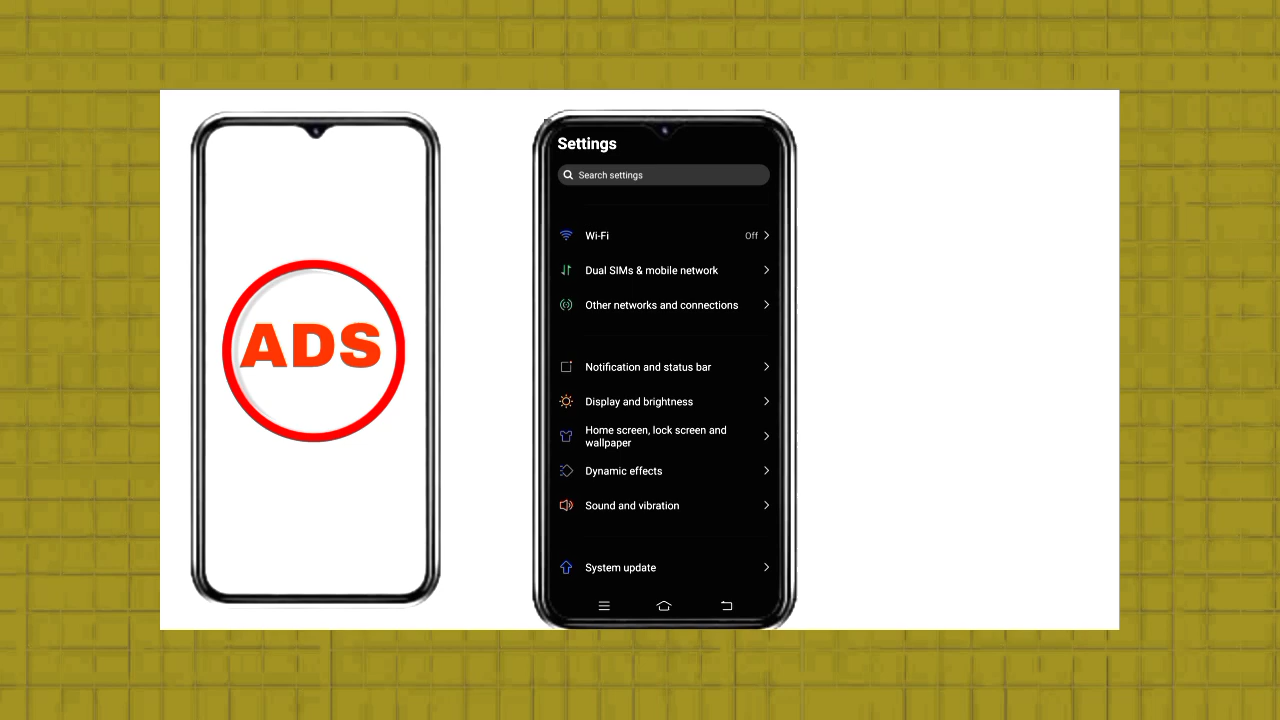 ADS
Settings
Search settings
Wi-Fi Off
Dual SIMs & mobile network
Other networks and connections
Notification and status bar
Display and brightness
Home screen, lock screen and
wallpaper
Dynamic effects
Sound and vibration
System update